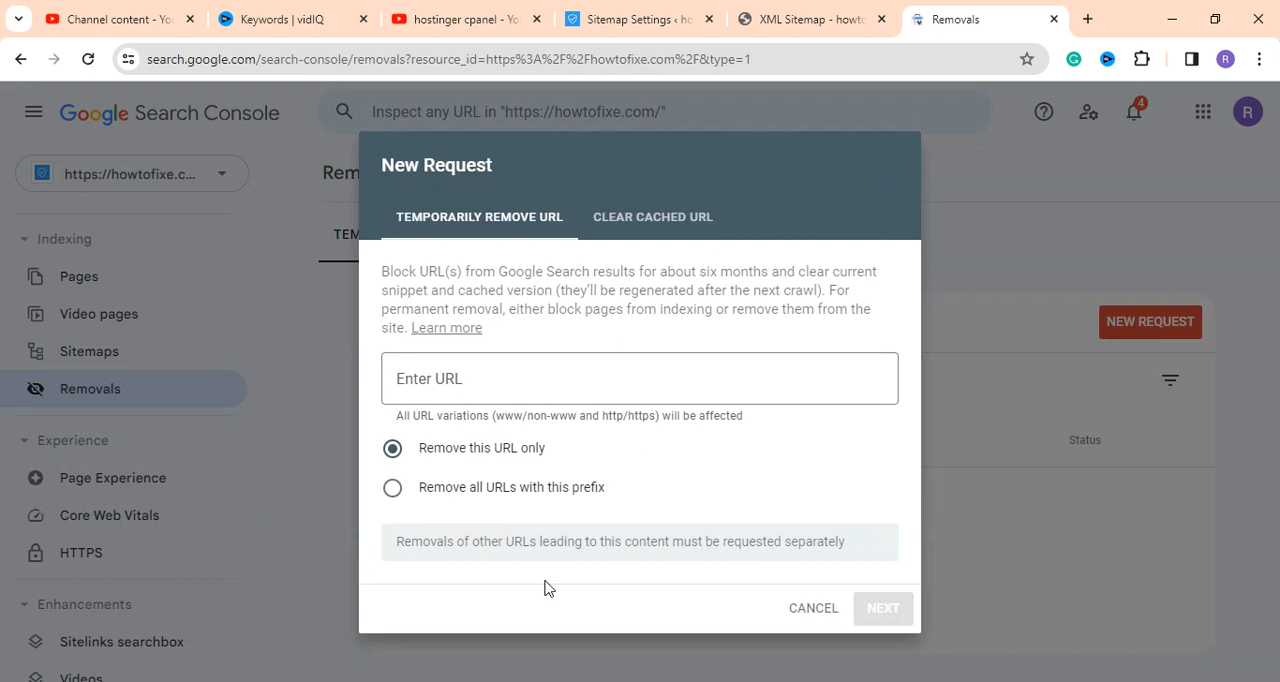 Channel content - Yo
Keywords | vidIQ
hostinger cpanel - Yo
Sitemap Settings ‹ ho
XML Sitemap - howto
Removals
search.google.com/search-console/removals?resource_id=https%3A%2F%2Fhowtofixe.com%2F&type=1
R
Google Search Console
Inspect any URL in "https://howtofixe.com/"
4
R
https://howtofixe.c...
Rem
TEM
Indexing
Pages
Video pages
Sitemaps
Removals
Experience
Page Experience
Core Web Vitals
HTTPS
Enhancements
Sitelinks searchbox
Videos
New Request
TEMPORARILY REMOVE URL
CLEAR CACHED URL
Block URL(s) from Google Search results for about six months and clear current
snippet and cached version (they'll be regenerated after the next crawl). For
permanent removal, either block pages from indexing or remove them from the
site. Learn more
Enter URL
All URL variations (www/non-www and http/https) will be affected
Remove this URL only
Remove all URLs with this prefix
Removals of other URLs leading to this content must be requested separately
CANCEL
NEXT
NEW REQUEST
Status